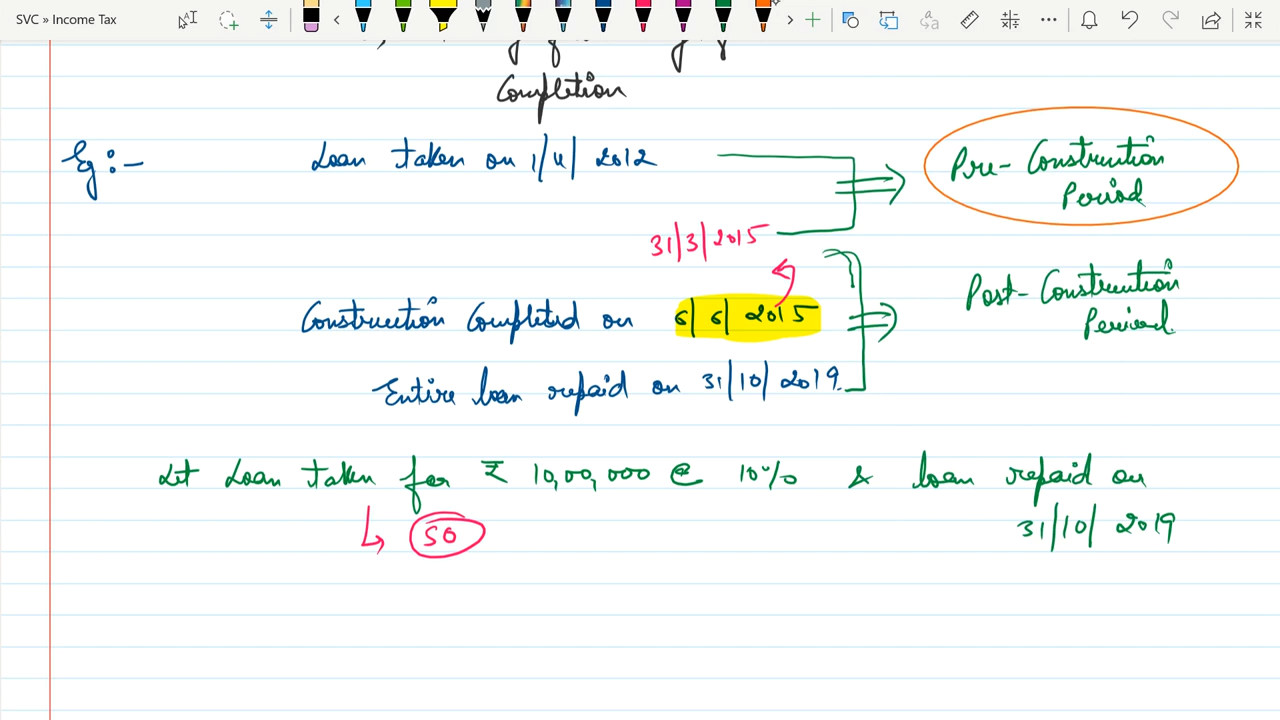 SVC » Income Tax
Completion
Eg:- Loan taken on 1/4/2012
Pre-Construction
Period
31/3/2015
Construction Completed on 6/6/2015
Post-Construction
Period
Entire loan repaid on 31/10/2019
Let Loan taken for ₹ 10,00,000 @ 10% & loan repaid on
31/10/2019
SO